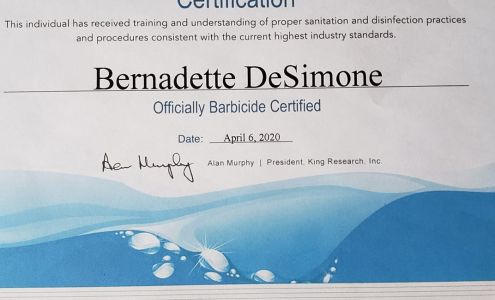 Certification
This individual has received training and understanding of proper sanitation and disinfection practices
and procedures consistent with the current highest industry standards.
Bernadette DeSimone
Officially Barbicide Certified
Date: April 6, 2020
Alan Murphy Alan Murphy | President, King Research, Inc.